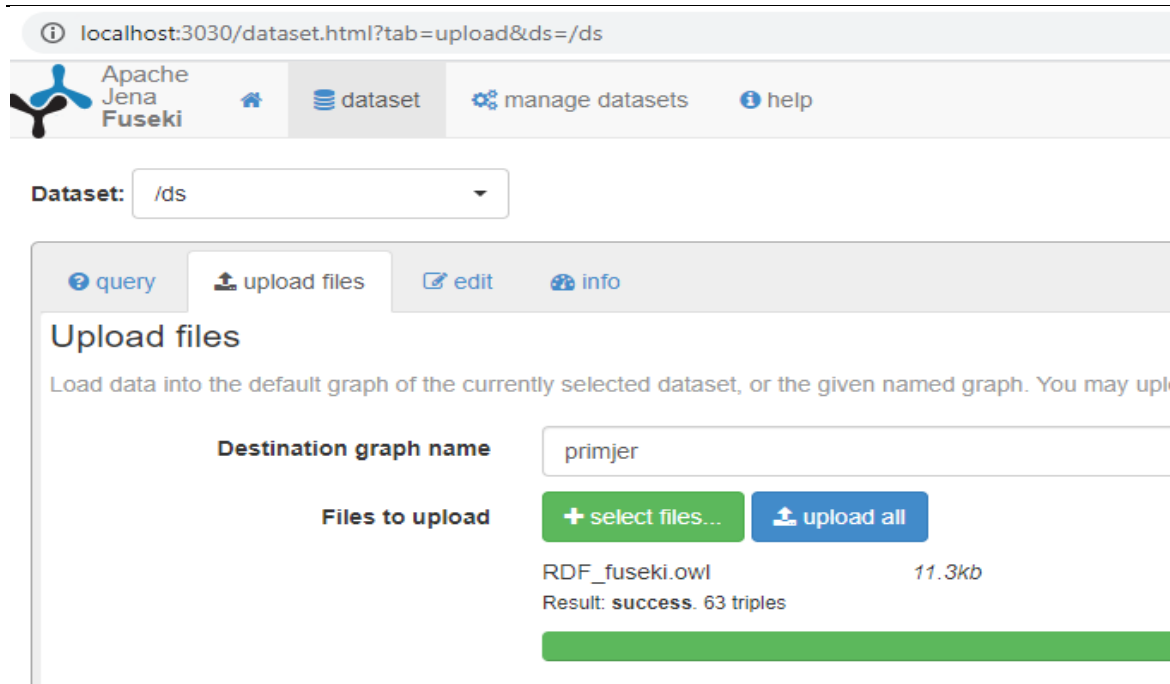 localhost:3030/dataset.html?tab=upload&ds=/ds
Apache
Jena
Fuseki
dataset
manage datasets
help
Dataset:
/ds
query
upload files
edit
info
Upload files
Load data into the default graph of the currently selected dataset, or the given named graph. You may
Destination graph name
primjer
Files to upload
+ select files...
upload all
RDF_fuseki.owl 11.3kb
Result: success. 63 triples